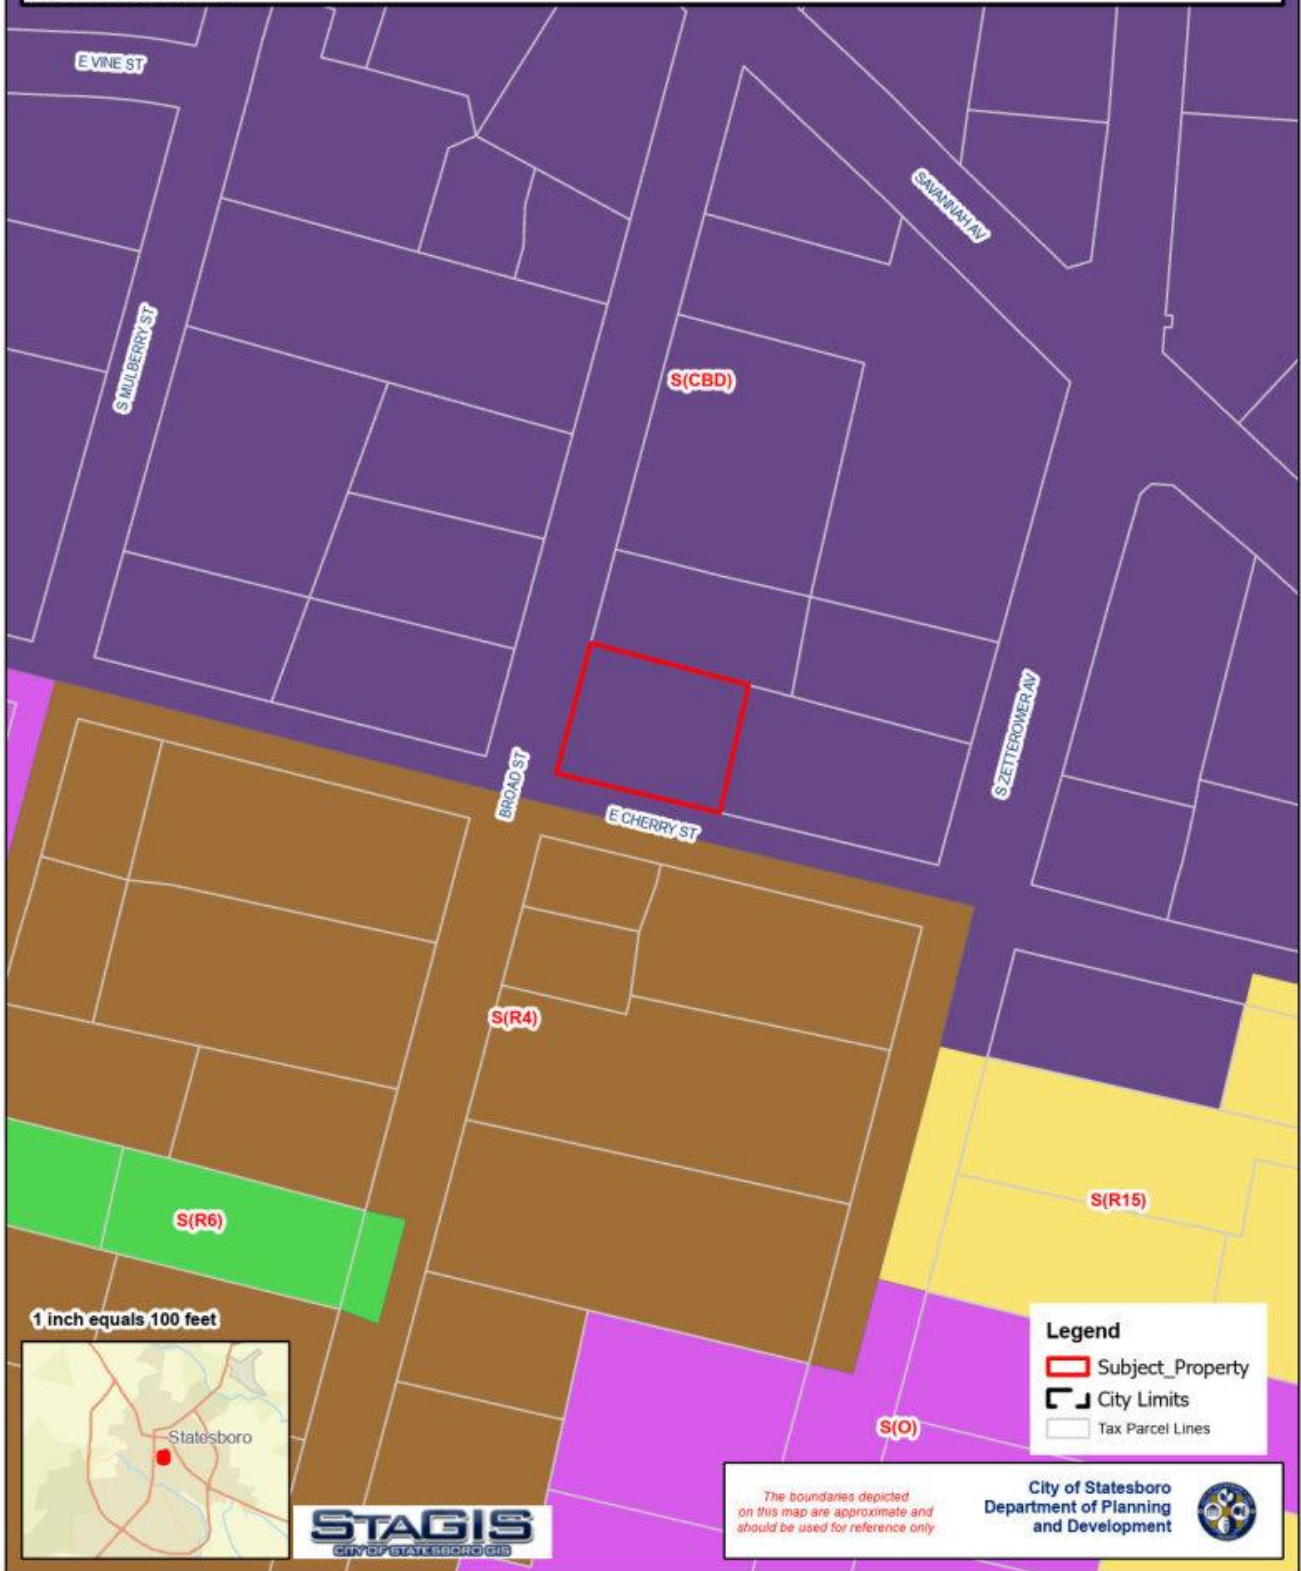 E VINE ST
SAVANNAH AV
S MULBERRY ST
S(CBD)
S ZETTEROWER AV
BROAD ST
E CHERRY ST
S(R4)
S(R15)
S(R6)
1 inch equals 100 feet
Statesboro
STAGIS
CITY OF STATESBORO GIS
S(O)
Legend
Subject_Property
City Limits
Tax Parcel Lines
The boundaries depicted
on this map are approximate and
should be used for reference only
City of Statesboro
Department of Planning
and Development